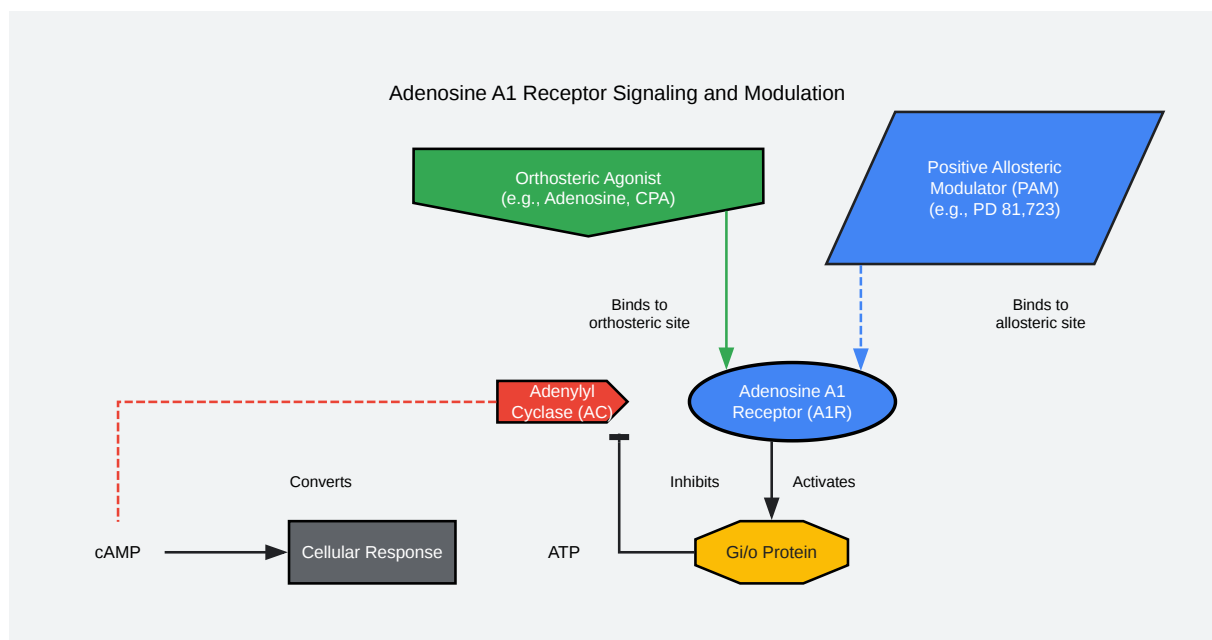 Adenosine A1 Receptor Signaling and Modulation
Orthosteric Agonist
(e.g., Adenosine, CPA)
Positive Allosteric
Modulator (PAM)
(e.g., PD 81,723)
Binds to
orthosteric site
Binds to
allosteric site
Adenylyl
Cyclase (AC)
Adenosine A1
Receptor (A1R)
Converts
Inhibits
Activates
cAMP
Cellular Response
ATP
Gi/o Protein